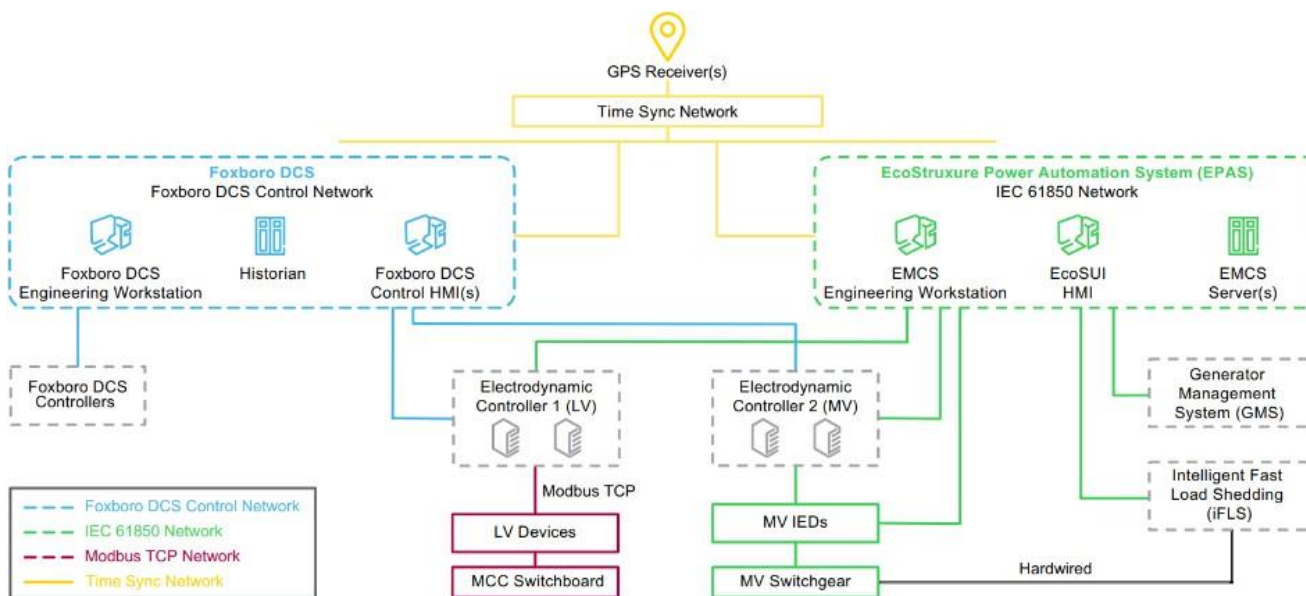 GPS Receiver(s)
Time Sync Network
Foxboro DCS
Foxboro DCS Control Network
Foxboro DCS
Engineering Workstation
Historian
Foxboro DCS
Control HMI(s)
EcoStruxure Power Automation System (EPAS)
IEC 61850 Network
EMCS
Engineering Workstation
EcoSUI
HMI
EMCS
Server(s)
Foxboro DCS
Controllers
Electrodynamic
Controller 1 (LV)
Electrodynamic
Controller 2 (MV)
Generator
Management
System (GMS)
Modbus TCP
LV Devices
MCC Switchboard
MV IEDs
MV Switchgear
Intelligent Fast
Load Shedding
(iFLS)
Hardwired
Foxboro DCS Control Network
IEC 61850 Network
Modbus TCP Network
Time Sync Network